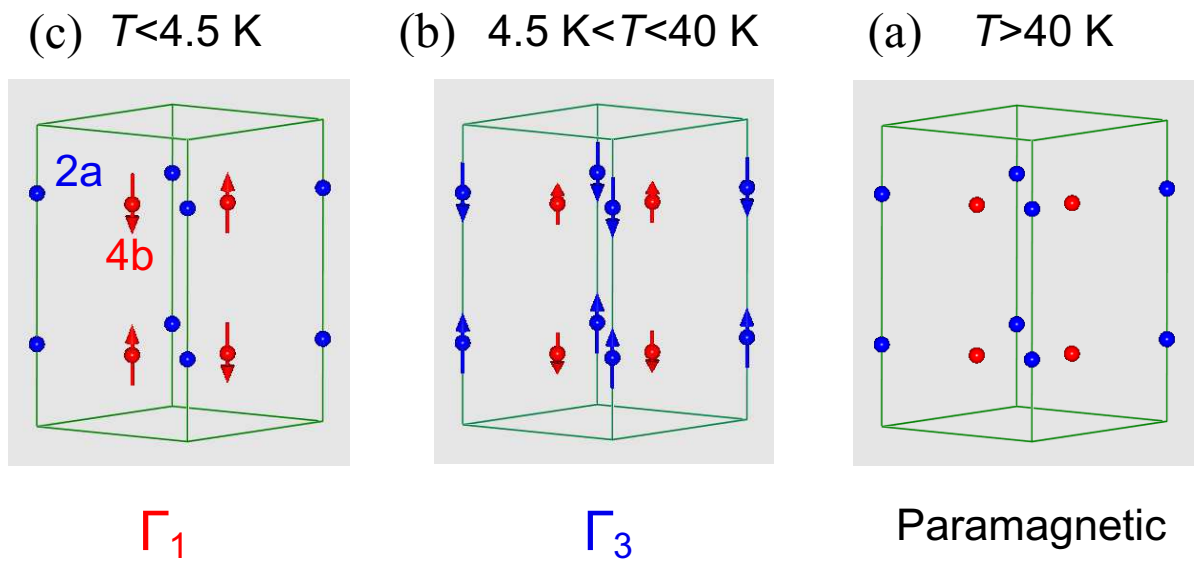 (c) T<4.5 K
(b) 4.5 K<T<40 K
(a) T>40 K
2a
4b
Γ1
Γ3
Paramagnetic